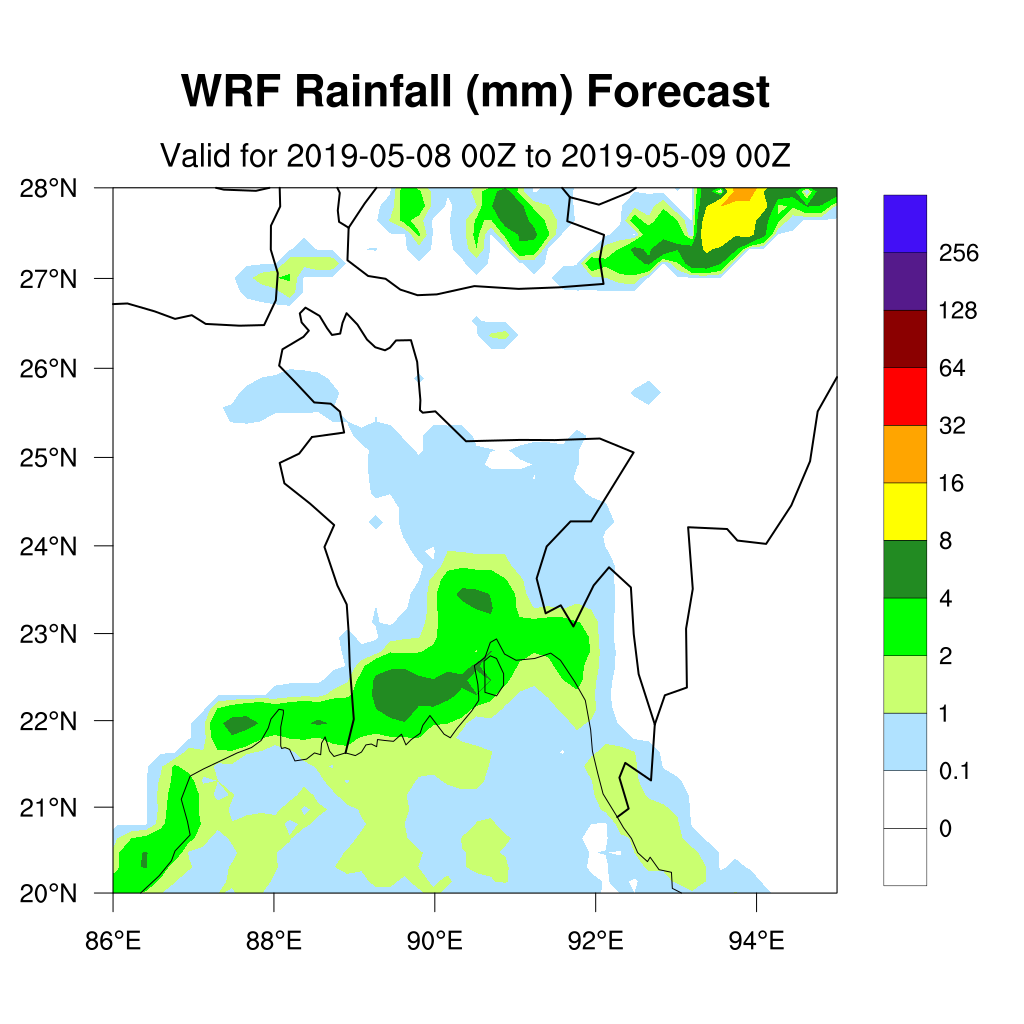 WRF Rainfall (mm) Forecast
Valid for 2019-05-08 00Z to 2019-05-09 00Z
28°N
27°N
26°N
25°N
24°N
23°N
22°N
21°N
20°N
86°E
88°E
90°E
92°E
94°E
256
128
64
32
16
8
4
2
1
0.1
0